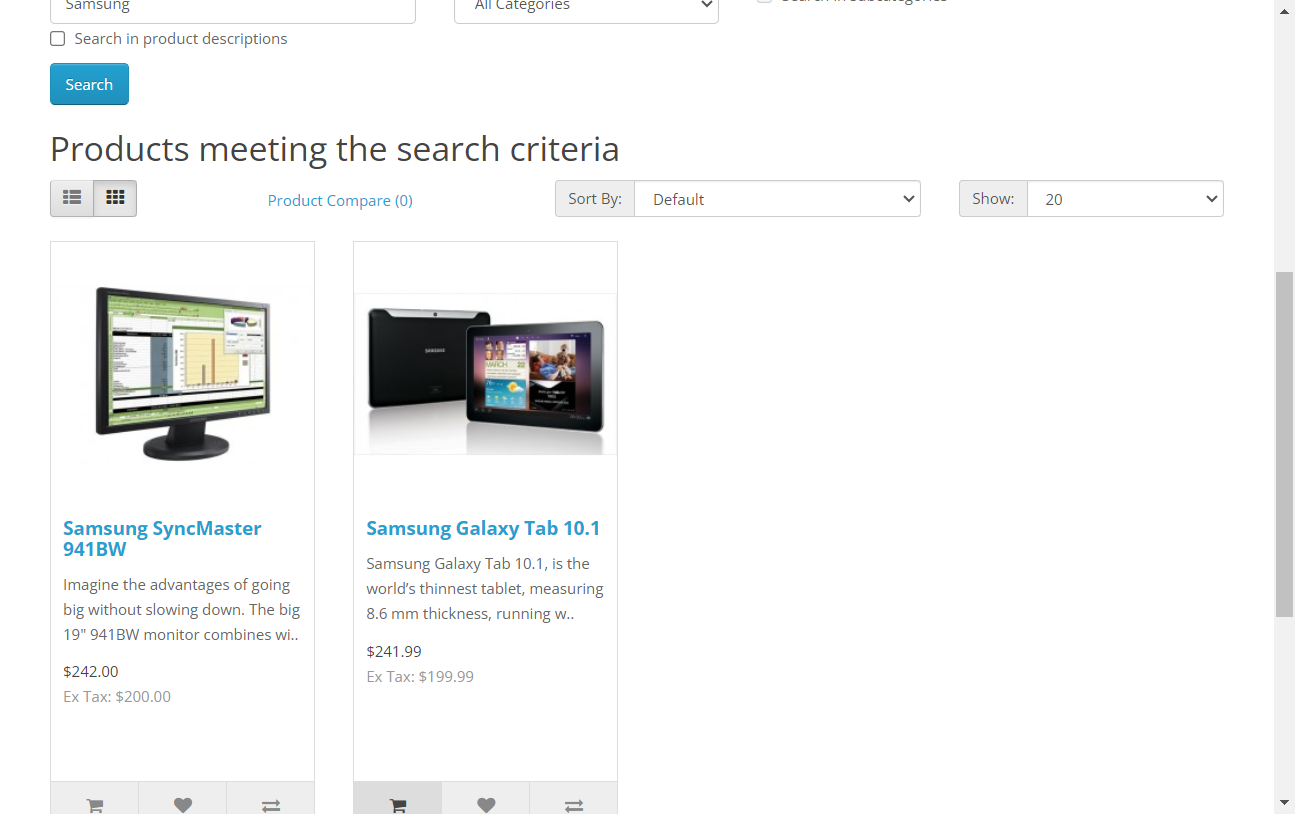 Samsung
All Categories
Search in subcategories
Search in product descriptions
Search
Products meeting the search criteria
Product Compare (0)
Sort By:
Default
Show:
20
SAMSUNG
MARCH 22
Samsung SyncMaster
941BW
Imagine the advantages of going
big without slowing down. The big
19" 941BW monitor combines wi..
$242.00
Ex Tax: $200.00
Samsung Galaxy Tab 10.1
Samsung Galaxy Tab 10.1, is the
world’s thinnest tablet, measuring
8.6 mm thickness, running w..
$241.99
Ex Tax: $199.99